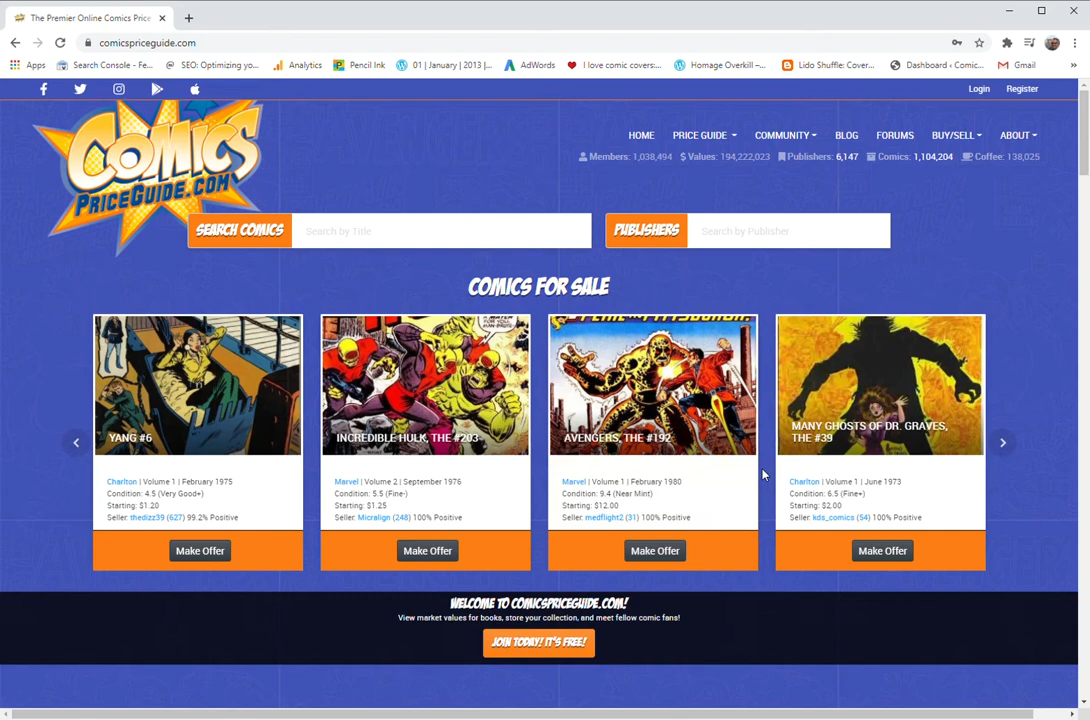 The Premier Online Comics Price
comicspriceguide.com
Apps
Search Console - Fe...
SEO: Optimizing yo...
Analytics
Pencil Ink
01 | January | 2013 |...
AdWords
I love comic covers:...
Homage Overkill –...
Lido Shuffle: Cover...
Dashboard ‹ Comic...
Gmail
Login
Register
COMICS
PRICEGUIDE.COM
HOME
PRICE GUIDE
COMMUNITY
BLOG
FORUMS
BUY/SELL
ABOUT
Members: 1,038,494
Values: 194,222,023
Publishers: 6,147
Comics: 1,104,204
Coffee: 138,025
SEARCH COMICS
Search by Title
PUBLISHERS
Search by Publisher
COMICS FOR SALE
YANG #6
Charlton | Volume 1 | February 1975
Condition: 4.5 (Very Good+)
Starting: $1.20
Seller: thedizz39 (627) 99.2% Positive
Make Offer
INCREDIBLE HULK, THE #203
Marvel | Volume 2 | September 1976
Condition: 5.5 (Fine-)
Starting: $1.25
Seller: Micralign (248) 100% Positive
Make Offer
AVENGERS, THE #192
Marvel | Volume 1 | February 1980
Condition: 9.4 (Near Mint)
Starting: $12.00
Seller: medflight2 (31) 100% Positive
Make Offer
MANY GHOSTS OF DR. GRAVES,
THE #39
Charlton | Volume 1 | June 1973
Condition: 6.5 (Fine+)
Starting: $2.00
Seller: kds_comics (54) 100% Positive
Make Offer
WELCOME TO COMICSPRICEGUIDE.COM!
View market values for books, store your collection, and meet fellow comic fans!
JOIN TODAY! IT'S FREE!